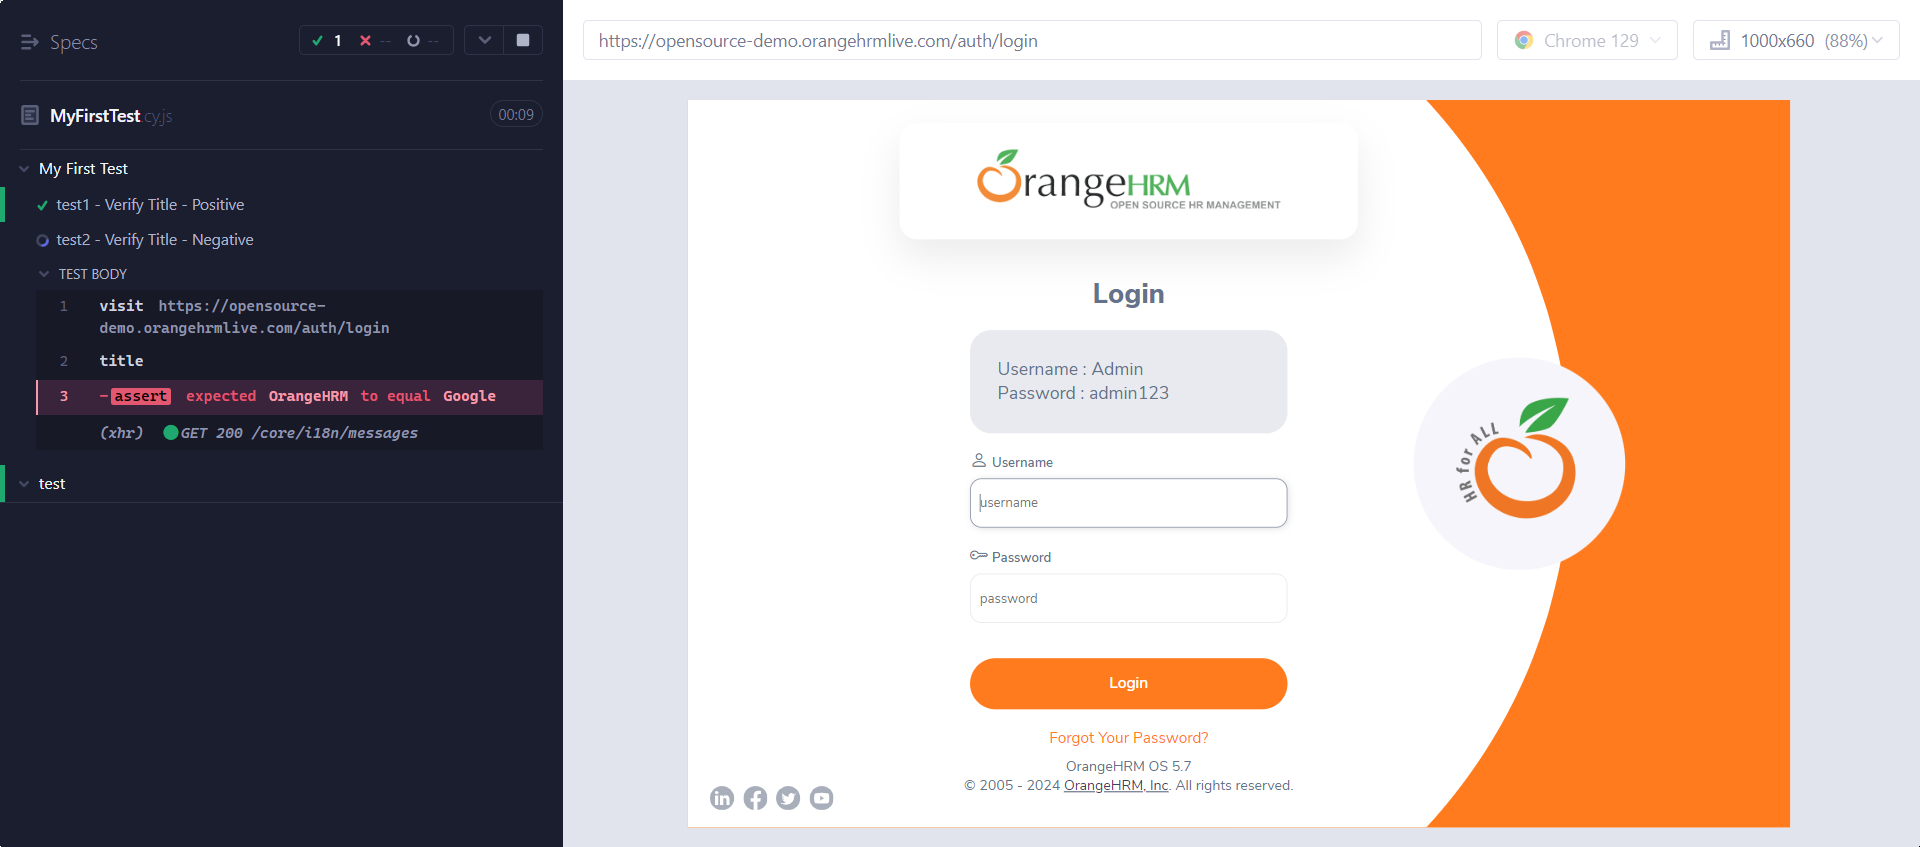 Specs
1
--
--
MyFirstTest.cy.js
00:09
My First Test
test1 - Verify Title - Positive
test2 - Verify Title - Negative
TEST BODY
1 visit https://opensource-
demo.orangehrmlive.com/auth/login
2 title
3 -assert expected OrangeHRM to equal Google
(xhr) GET 200 /core/i18n/messages
test
https://opensource-demo.orangehrmlive.com/auth/login
Chrome 129
1000x660 (88%)
OrangeHRM
OPEN SOURCE HR MANAGEMENT
Login
Username : Admin
Password : admin123
Username
username
Password
password
Login
Forgot Your Password?
OrangeHRM OS 5.7
© 2005 - 2024 OrangeHRM, Inc. All rights reserved.
HR for ALL